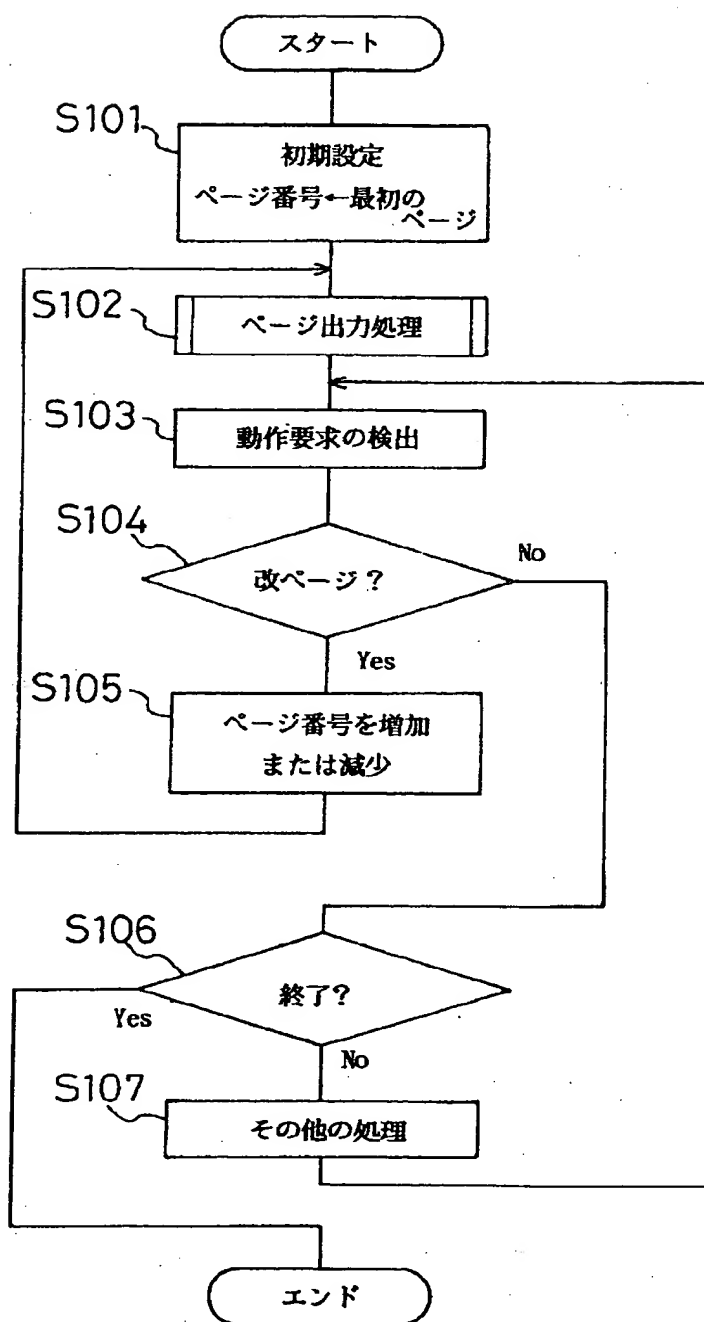 スタート
S101
初期設定
ページ番号←最初の
ページ
S102
ページ出力処理
S103
動作要求の検出
S104
改ページ？
No
Yes
S105
ページ番号を増加
または減少
S106
終了?
Yes
No
S107
その他の処理
エンド